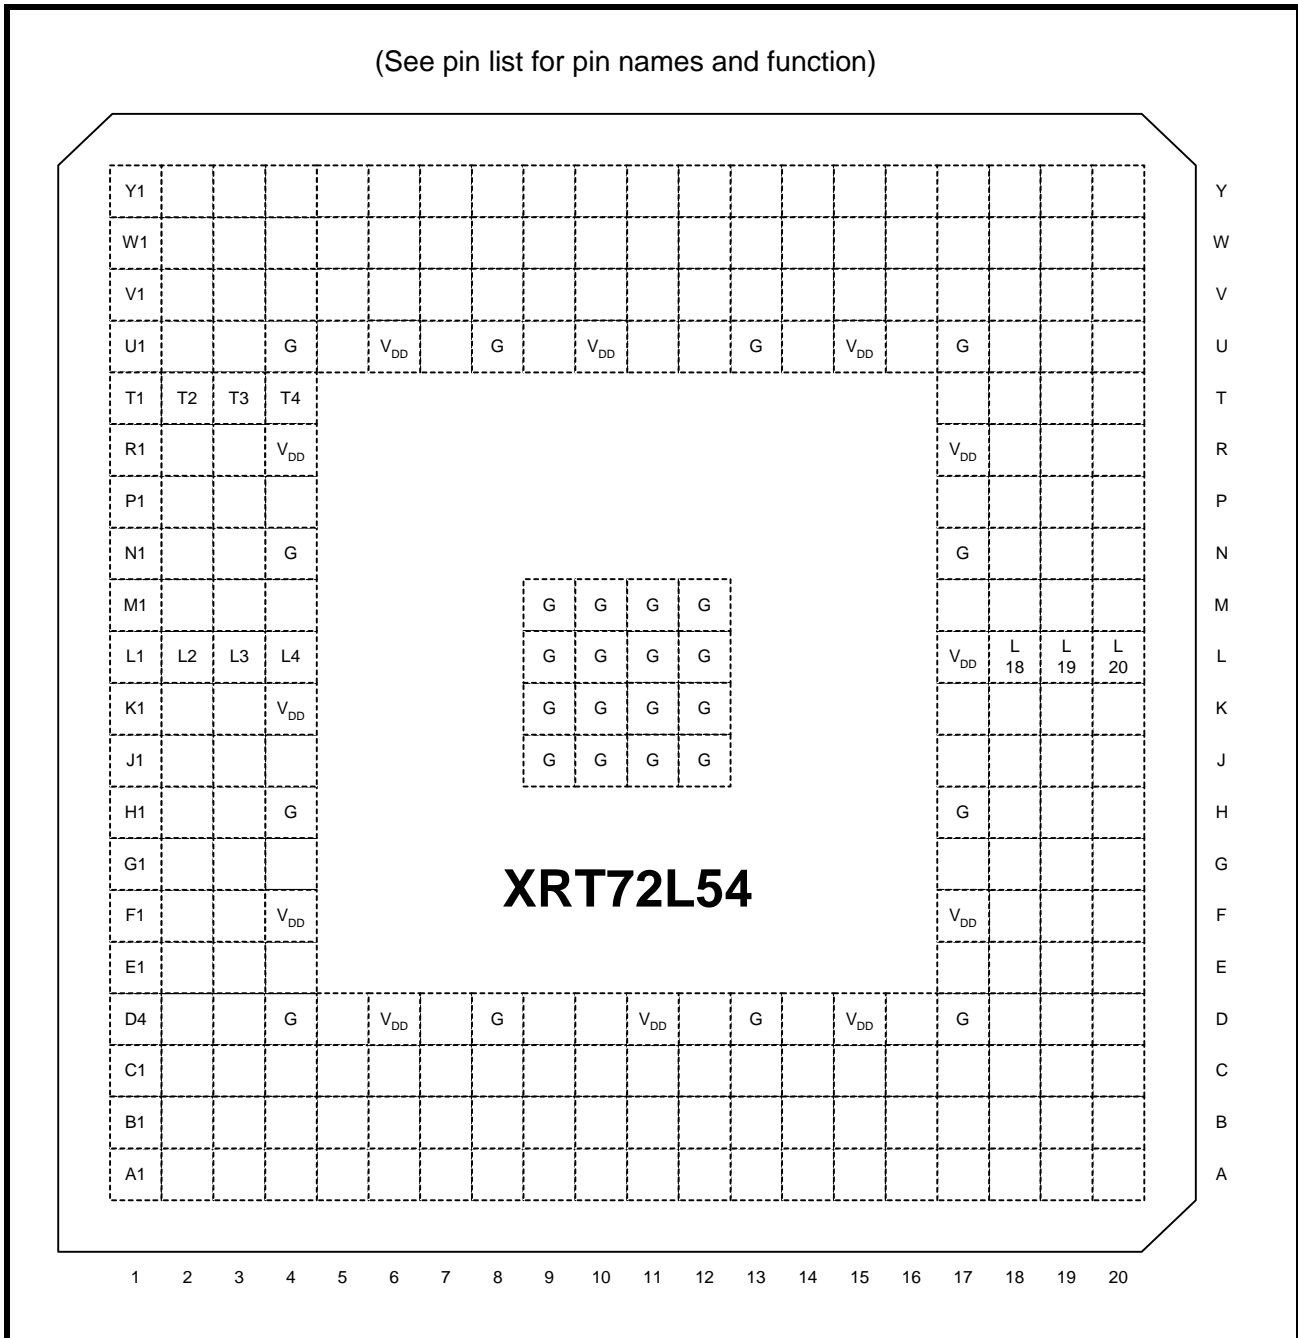 (See pin list for pin names and function)
Y1 Y
W1 W
V1 V
U1 G VDD G VDD G VDD G U
T1 T2 T3 T4 T
R1 VDD VDD R
P1 P
N1 G G N
M1 G G G G M
L1 L2 L3 L4 G G G G VDD L 18 L 19 L 20 L
K1 VDD G G G G K
J1 G G G G J
H1 G G H
G1 G
XRT72L54
F1 VDD VDD F
E1 E
D4 G VDD G VDD G VDD G D
C1 C
B1 B
A1 A
1 2 3 4 5 6 7 8 9 10 11 12 13 14 15 16 17 18 19 20